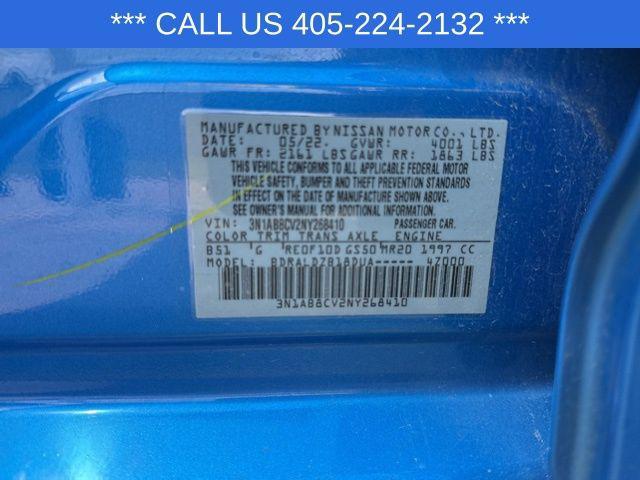 *** CALL US 405-224-2132 ***
MANUFACTURED BY NISSAN MOTOR CO., LTD.
DATE: 05/22. GVWR: 4001 LBS
GAWR FR: 2161 LBS GAWR RR: 1863 LBS
THIS VEHICLE CONFORMS TO ALL APPLICABLE FEDERAL MOTOR
VEHICLE SAFETY, BUMPER AND THEFT PREVENTION STANDARDS
IN EFFECT ON THE DATE OF MANUFACTURE SHOWN ABOVE.
SEE OWNER'S MANUAL FOR ADDITIONAL INFORMATION.
VIN: 3N1AB8CV2NY268410 PASSENGER CAR.
COLOR TRIM TRANS AXLE ENGINE
B51 G RE0F10D GS50 MR20 1997 CC
MODEL: BDRALDZB18DUA----- 47000
3N1AB8CV2NY268410